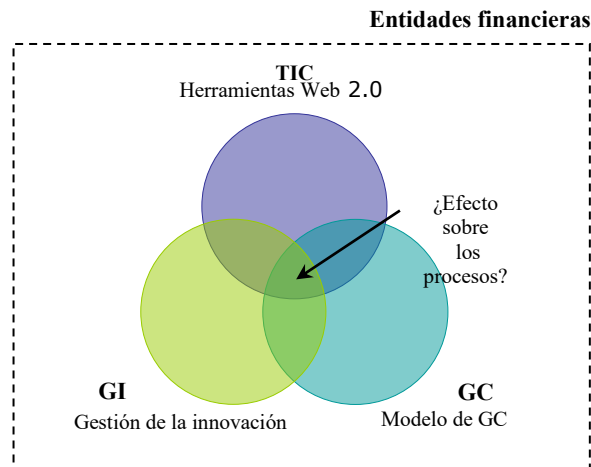 Entidades financieras
TIC
Herramientas Web 2.0
¿Efecto
sobre
los
procesos?
GI
Gestión de la innovación
GC
Modelo de GC